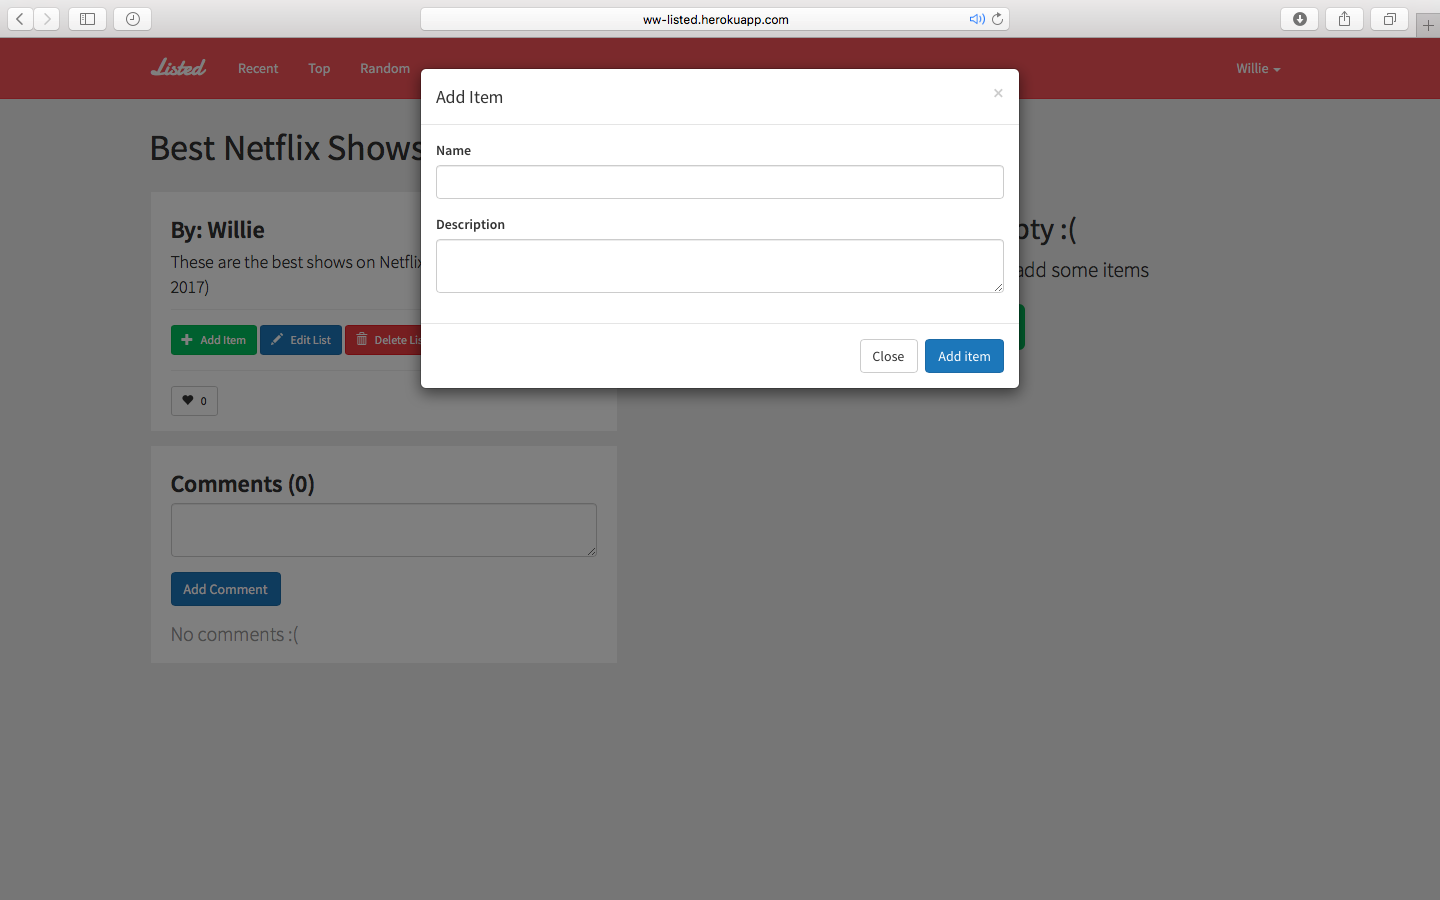 ww-listed.herokuapp.com
Listed Recent Top Random Willie
Add Item ×
Name
Description
Close Add item
Best Netflix Shows
By: Willie
These are the best shows on Netflix
2017)
Add Item Edit List Delete
0
:(
add some items
Comments (0)
Add Comment
No comments :(